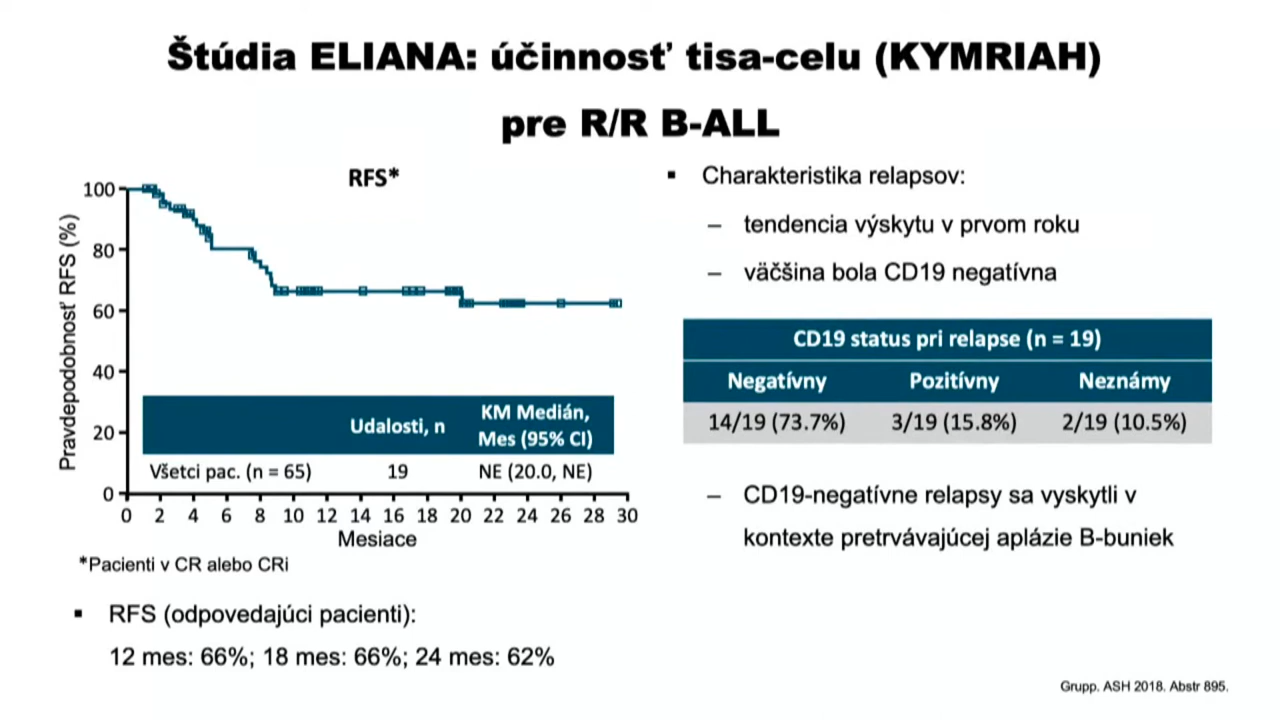 Štúdia ELIANA: účinnosť tisa-celu (KYMRIAH)
pre R/R B-ALL
RFS*
Pravdepodobnosť RFS (%)
100
80
60
40
20
0
Udalosti, n
KM Medián,
Mes (95% CI)
Všetci pac. (n = 65)
19
NE (20.0, NE)
0 2 4 6 8 10 12 14 16 18 20 22 24 26 28 30
Mesiace
*Pacienti v CR alebo CRi
▪ RFS (odpovedajúci pacienti):
12 mes: 66%; 18 mes: 66%; 24 mes: 62%
▪ Charakteristika relapsov:
– tendencia výskytu v prvom roku
– väčšina bola CD19 negatívna
CD19 status pri relapse (n = 19)
Negatívny Pozitívny Neznámy
14/19 (73.7%) 3/19 (15.8%) 2/19 (10.5%)
– CD19-negatívne relapsy sa vyskytli v
kontexte pretrvávajúcej aplázie B-buniek
Grupp. ASH 2018. Abstr 895.